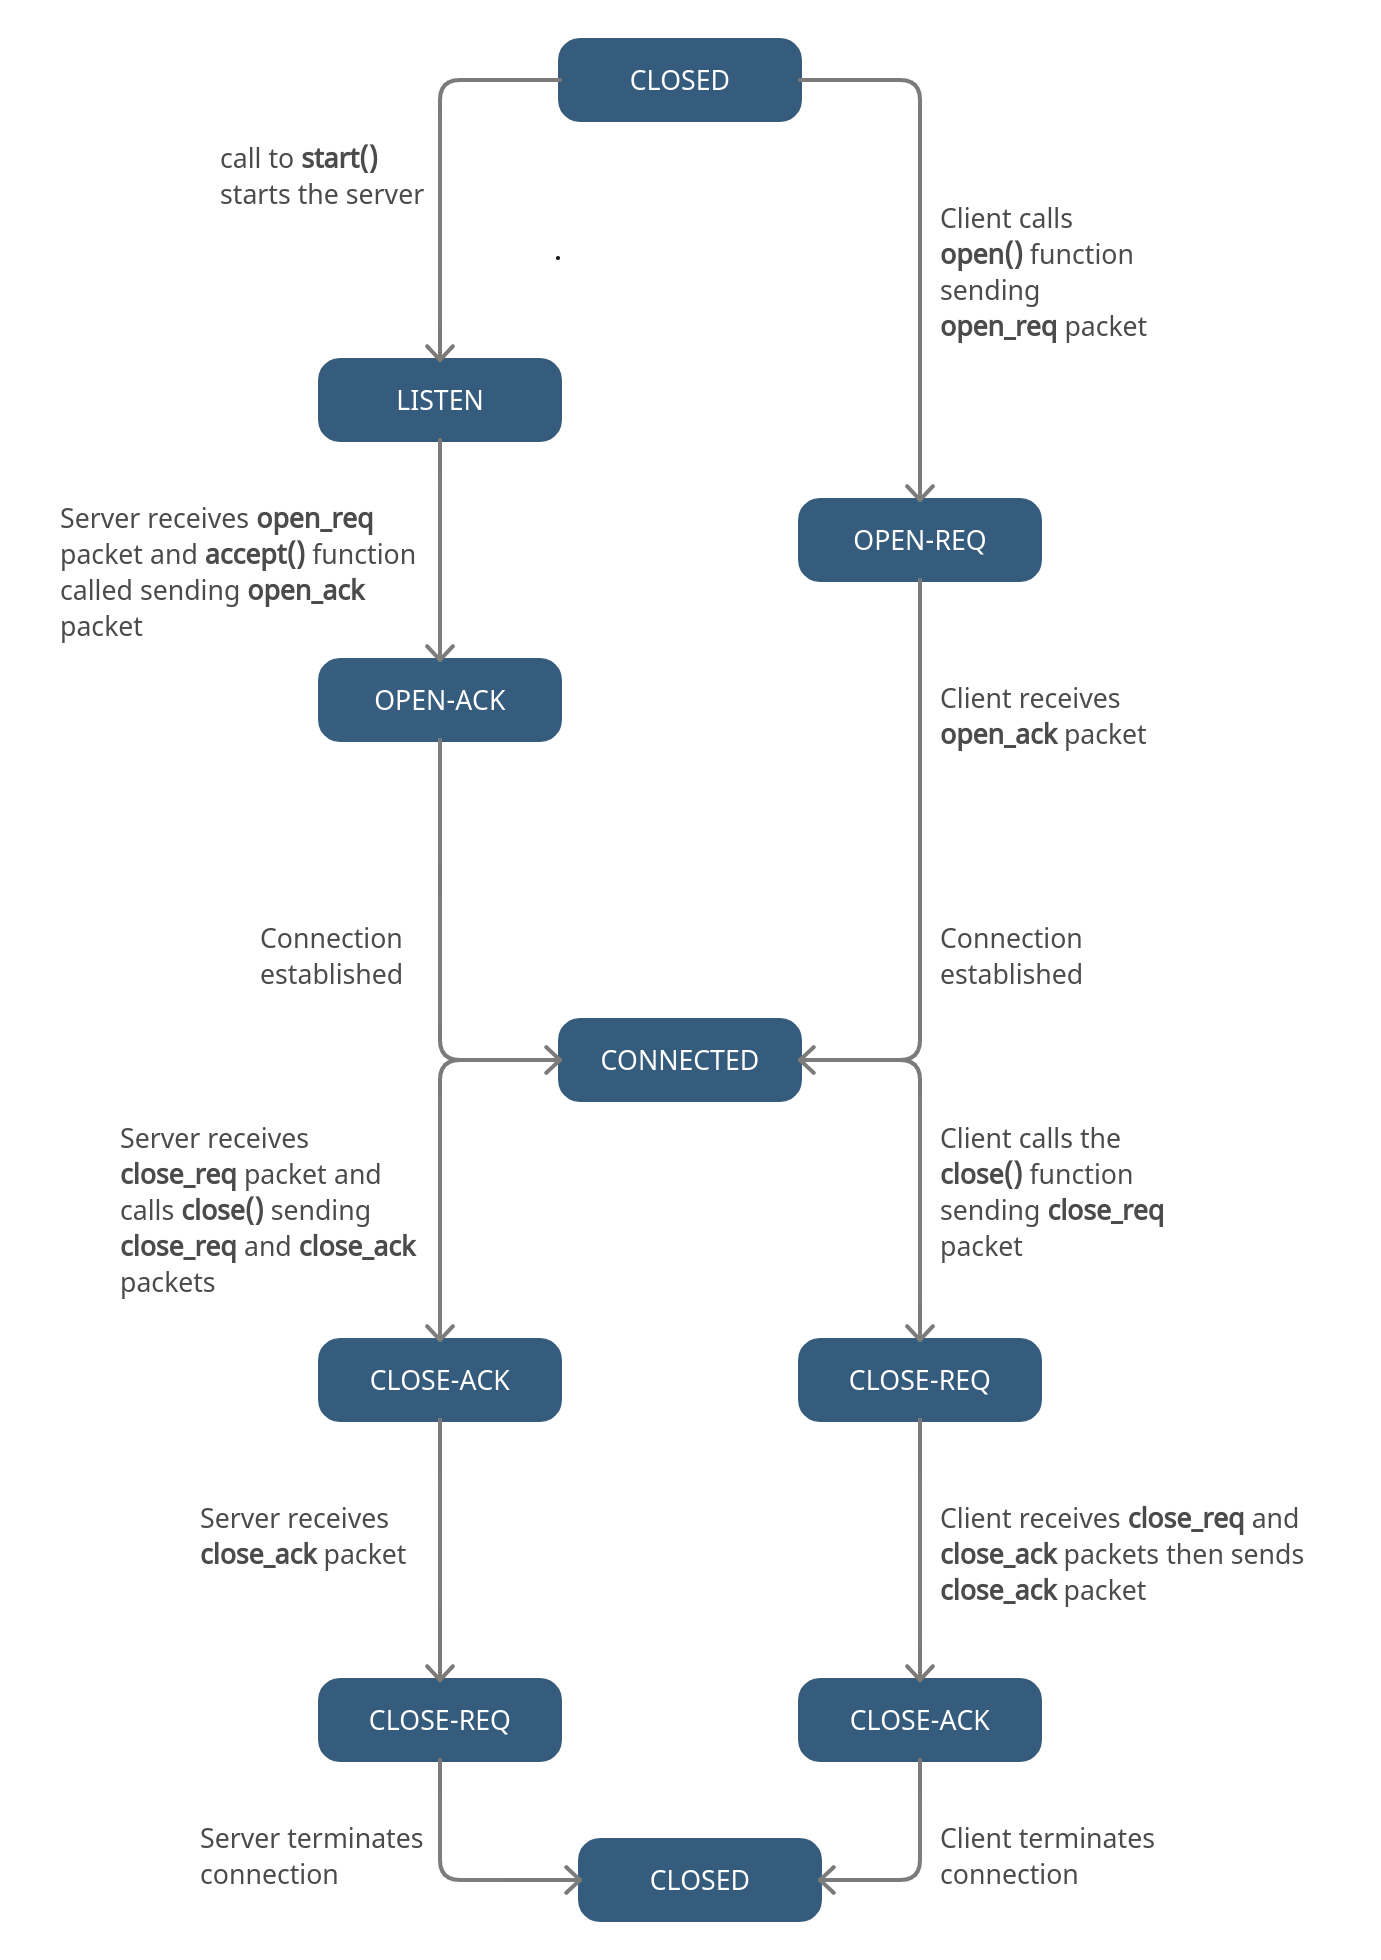 CLOSED
call to start()
starts the server
Client calls
open() function
sending
open_req packet
.
LISTEN
Server receives open_req
packet and accept() function
called sending open_ack
packet
OPEN-REQ
OPEN-ACK
Client receives
open_ack packet
Connection
established
Connection
established
CONNECTED
Server receives
close_req packet and
calls close() sending
close_req and close_ack
packets
Client calls the
close() function
sending close_req
packet
CLOSE-ACK
CLOSE-REQ
Server receives
close_ack packet
Client receives close_req and
close_ack packets then sends
close_ack packet
CLOSE-REQ
CLOSE-ACK
Server terminates
connection
Client terminates
connection
CLOSED